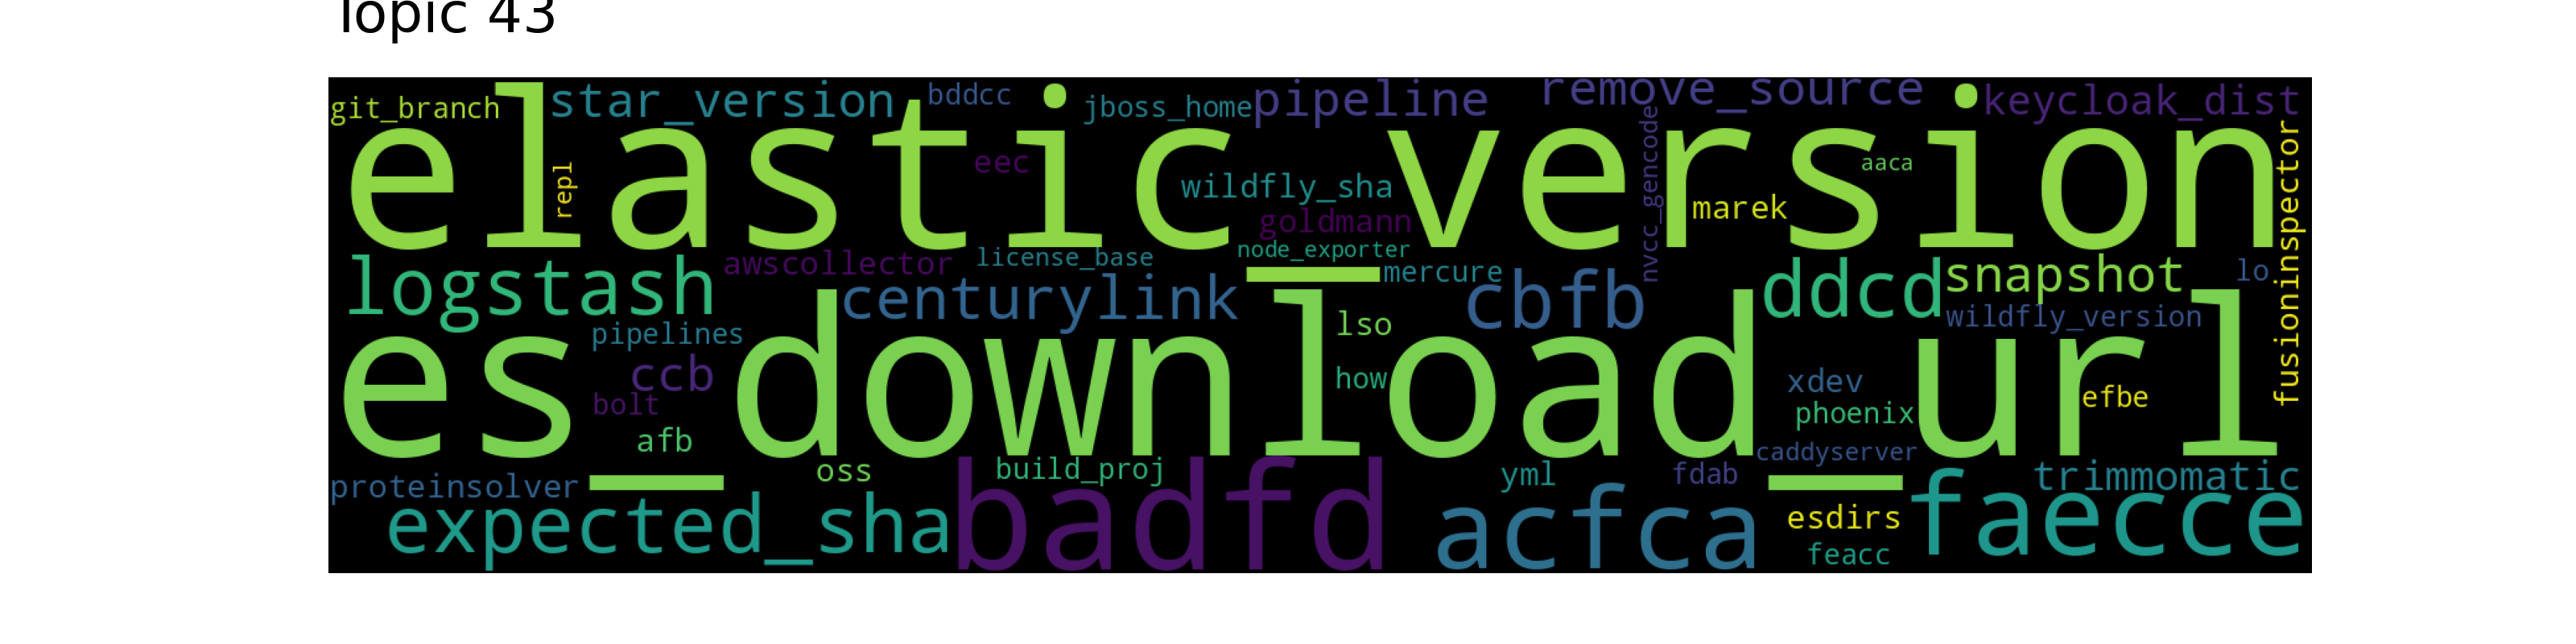 Topic 43
git_branch
star_version
bddcc
jboss_home
pipeline
remove_source
keycloak_dist
elastic_version
repl
eec
wildfly_sha
goldmann
nvcc_gencode
marek
aaca
fusioninspector
node_exporter
logstash
awscollector
license_base
mercure
centurylink
cbfb
ddcd
snapshot
lo
wildfly_version
pipelines
lso
es_download_url
ccb
bolt
how
xdev
phoenix
efbe
afb
caddyserver
proteinsolver
oss
build_proj
yml
fdab
trimmomatic
expected_sha
badfd
acfca
esdirs
faecce
feacc